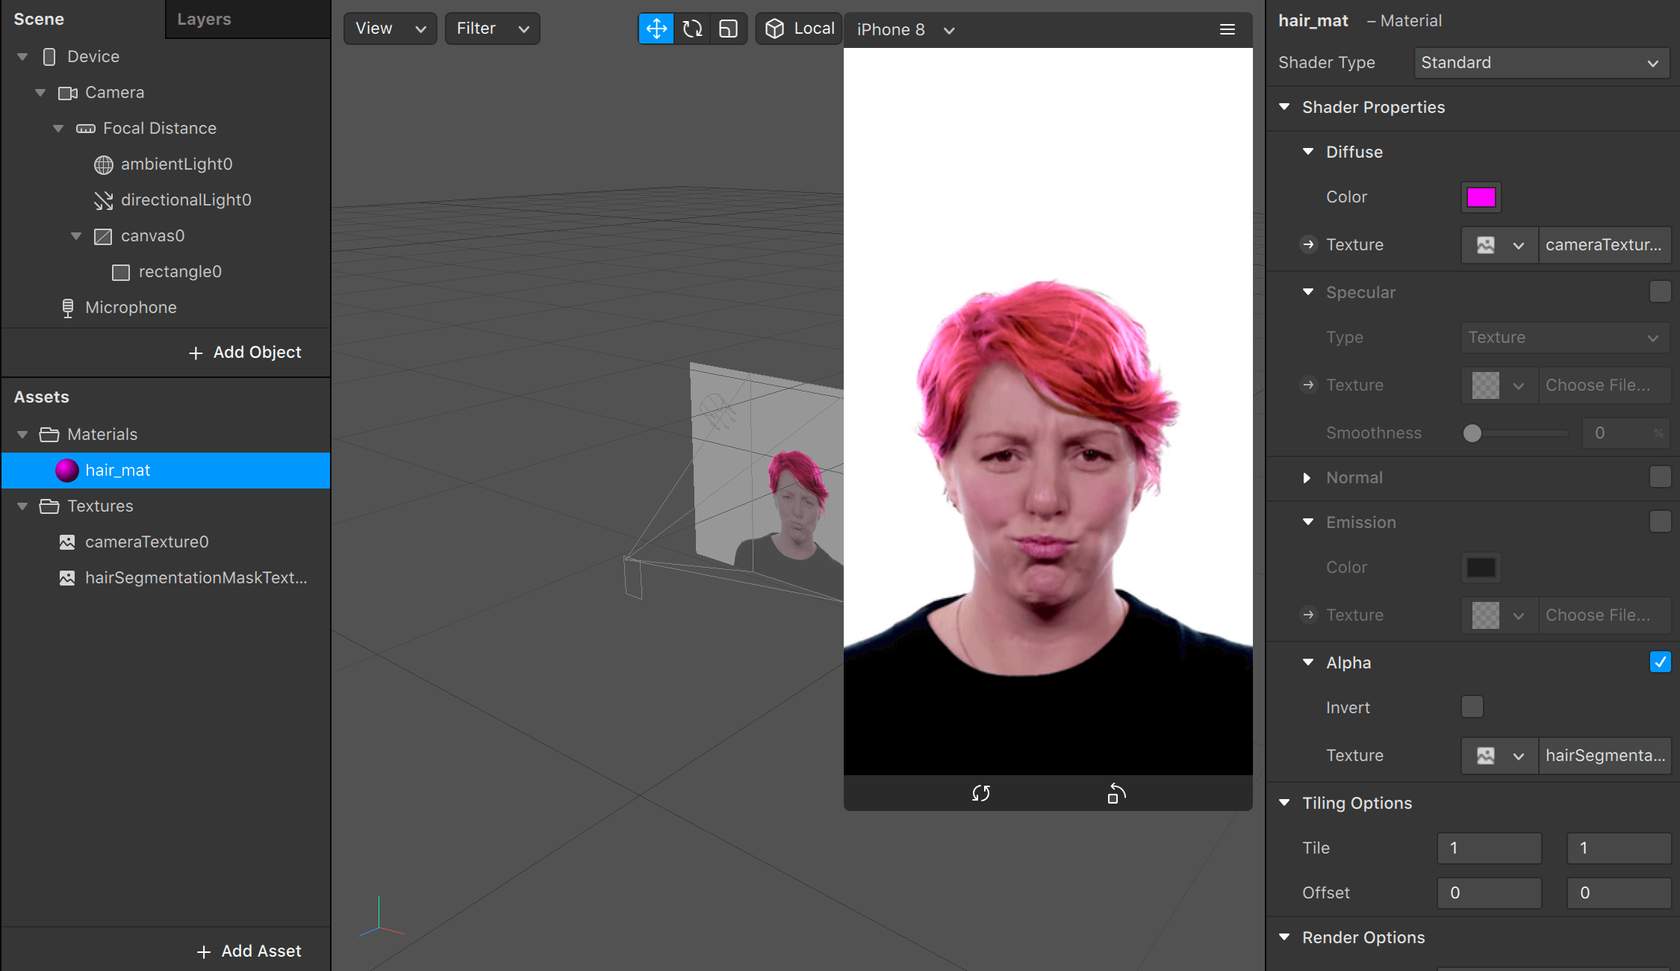 Scene
Layers
Device
Camera
Focal Distance
ambientLight0
directionalLight0
canvas0
rectangle0
Microphone
+ Add Object
Assets
Materials
hair_mat
Textures
cameraTexture0
hairSegmentationMaskText...
+ Add Asset
View
Filter
Local
iPhone 8
hair_mat – Material
Shader Type Standard
Shader Properties
Diffuse
Color
Texture cameraTextur...
Specular
Type Texture
Texture Choose File...
Smoothness 0 %
Normal
Emission
Color
Texture Choose File...
Alpha
Invert
Texture hairSegmenta...
Tiling Options
Tile 1 1
Offset 0 0
Render Options